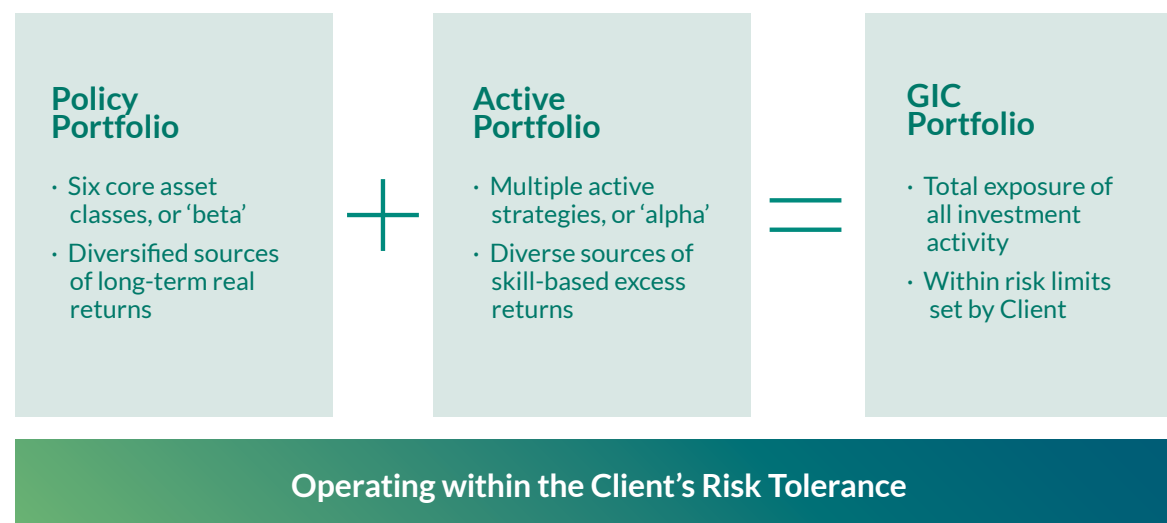 Policy
Portfolio
· Six core asset
classes, or ‘beta’
· Diversified sources
of long-term real
returns
+
Active
Portfolio
· Multiple active
strategies, or ‘alpha’
· Diverse sources of
skill-based excess
returns
=
GIC
Portfolio
· Total exposure of
all investment
activity
· Within risk limits
set by Client
Operating within the Client’s Risk Tolerance